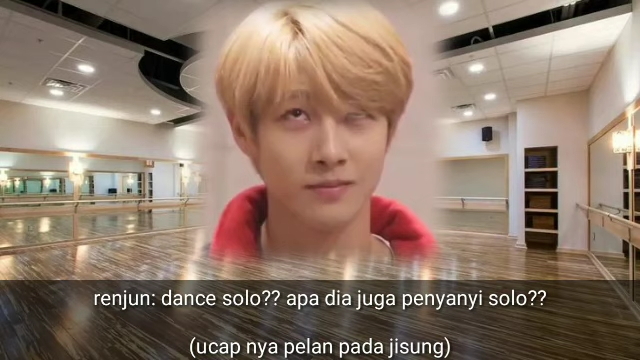 renjun: dance solo?? apa dia juga penyanyi solo??
(ucap nya pelan pada jisung)